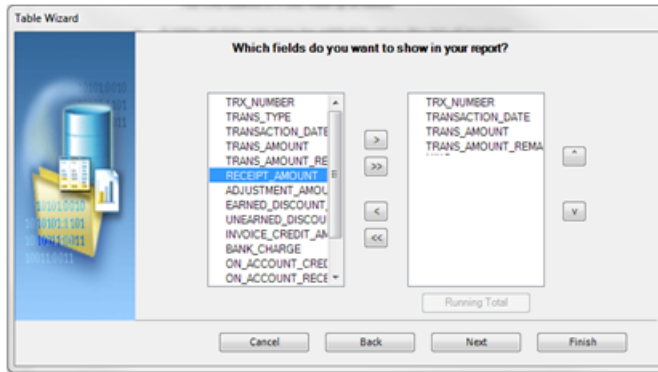 Table Wizard
Which fields do you want to show in your report?
TRX_NUMBER
TRANS_TYPE
TRANSACTION_DATE
TRANS_AMOUNT
TRANS_AMOUNT_RE
RECEIPT_AMOUNT
ADJUSTMENT_AMOU
EARNED_DISCOUNT_
UNEARNED_DISCOU
INVOICE_CREDIT_AM
BANK_CHARGE
ON_ACCOUNT_CRED
ON_ACCOUNT_RECE
>
>>
<
<<
TRX_NUMBER
TRANSACTION_DATE
TRANS_AMOUNT
TRANS_AMOUNT_REMA
^
v
Running Total
Cancel Back Next Finish